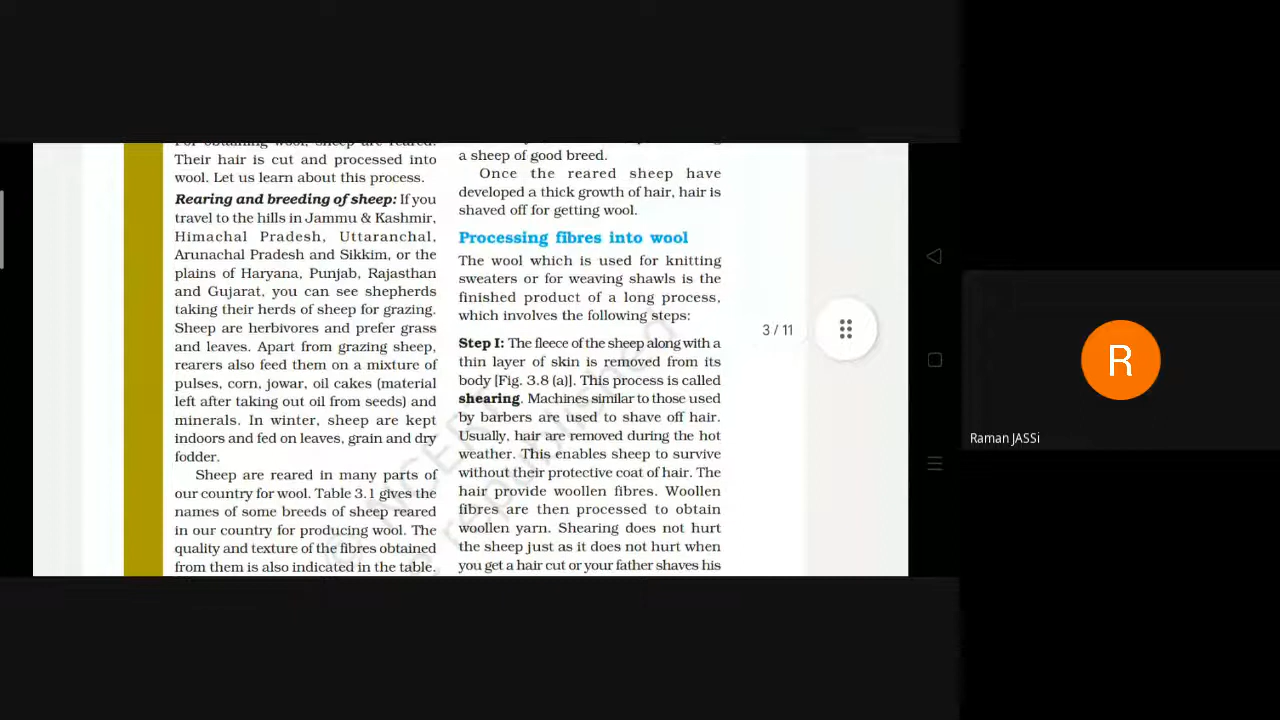 For obtaining wool, sheep are reared.
Their hair is cut and processed into
wool. Let us learn about this process.
Rearing and breeding of sheep: If you
travel to the hills in Jammu & Kashmir,
Himachal Pradesh, Uttaranchal,
Arunachal Pradesh and Sikkim, or the
plains of Haryana, Punjab, Rajasthan
and Gujarat, you can see shepherds
taking their herds of sheep for grazing.
Sheep are herbivores and prefer grass
and leaves. Apart from grazing sheep,
rearers also feed them on a mixture of
pulses, corn, jowar, oil cakes (material
left after taking out oil from seeds) and
minerals. In winter, sheep are kept
indoors and fed on leaves, grain and dry
fodder.
Sheep are reared in many parts of
our country for wool. Table 3.1 gives the
names of some breeds of sheep reared
in our country for producing wool. The
quality and texture of the fibres obtained
from them is also indicated in the table.
a sheep of good breed.
Once the reared sheep have
developed a thick growth of hair, hair is
shaved off for getting wool.
Processing fibres into wool
The wool which is used for knitting
sweaters or for weaving shawls is the
finished product of a long process,
which involves the following steps:
Step I: The fleece of the sheep along with a
thin layer of skin is removed from its
body [Fig. 3.8 (a)]. This process is called
shearing. Machines similar to those used
by barbers are used to shave off hair.
Usually, hair are removed during the hot
weather. This enables sheep to survive
without their protective coat of hair. The
hair provide woollen fibres. Woollen
fibres are then processed to obtain
woollen yarn. Shearing does not hurt
the sheep just as it does not hurt when
you get a hair cut or your father shaves his
© NCERT
republished
3 / 11
R
Raman JASSi